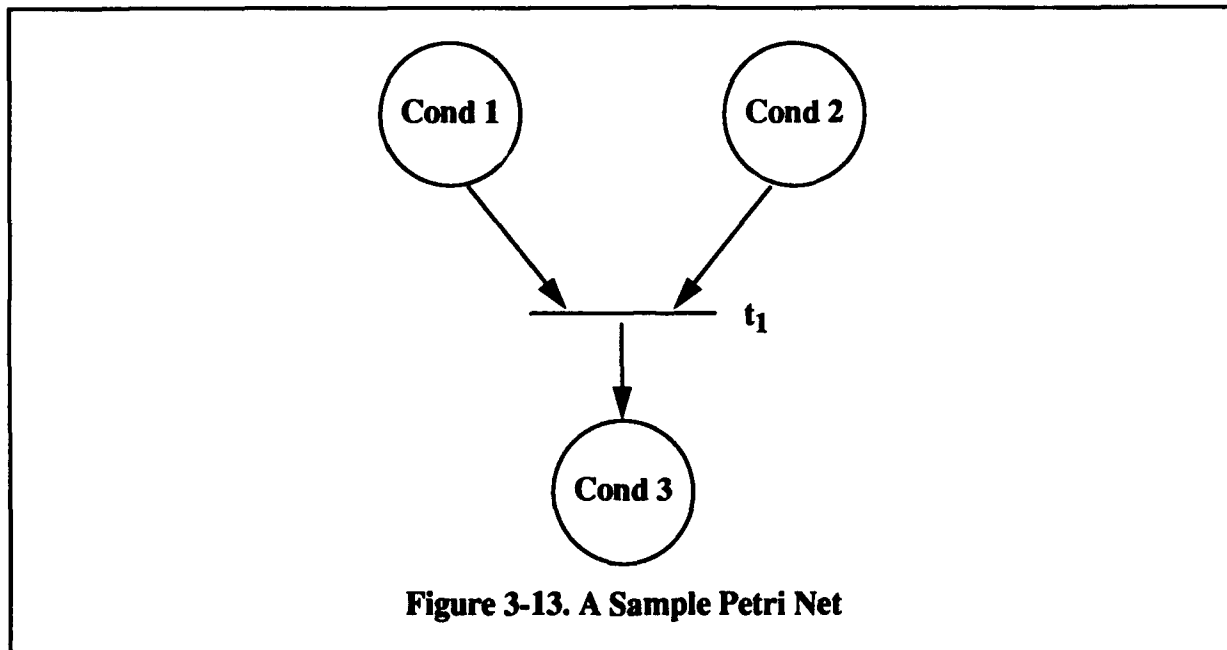 Cond 1
Cond 2
t₁
Cond 3
Figure 3-13. A Sample Petri Net